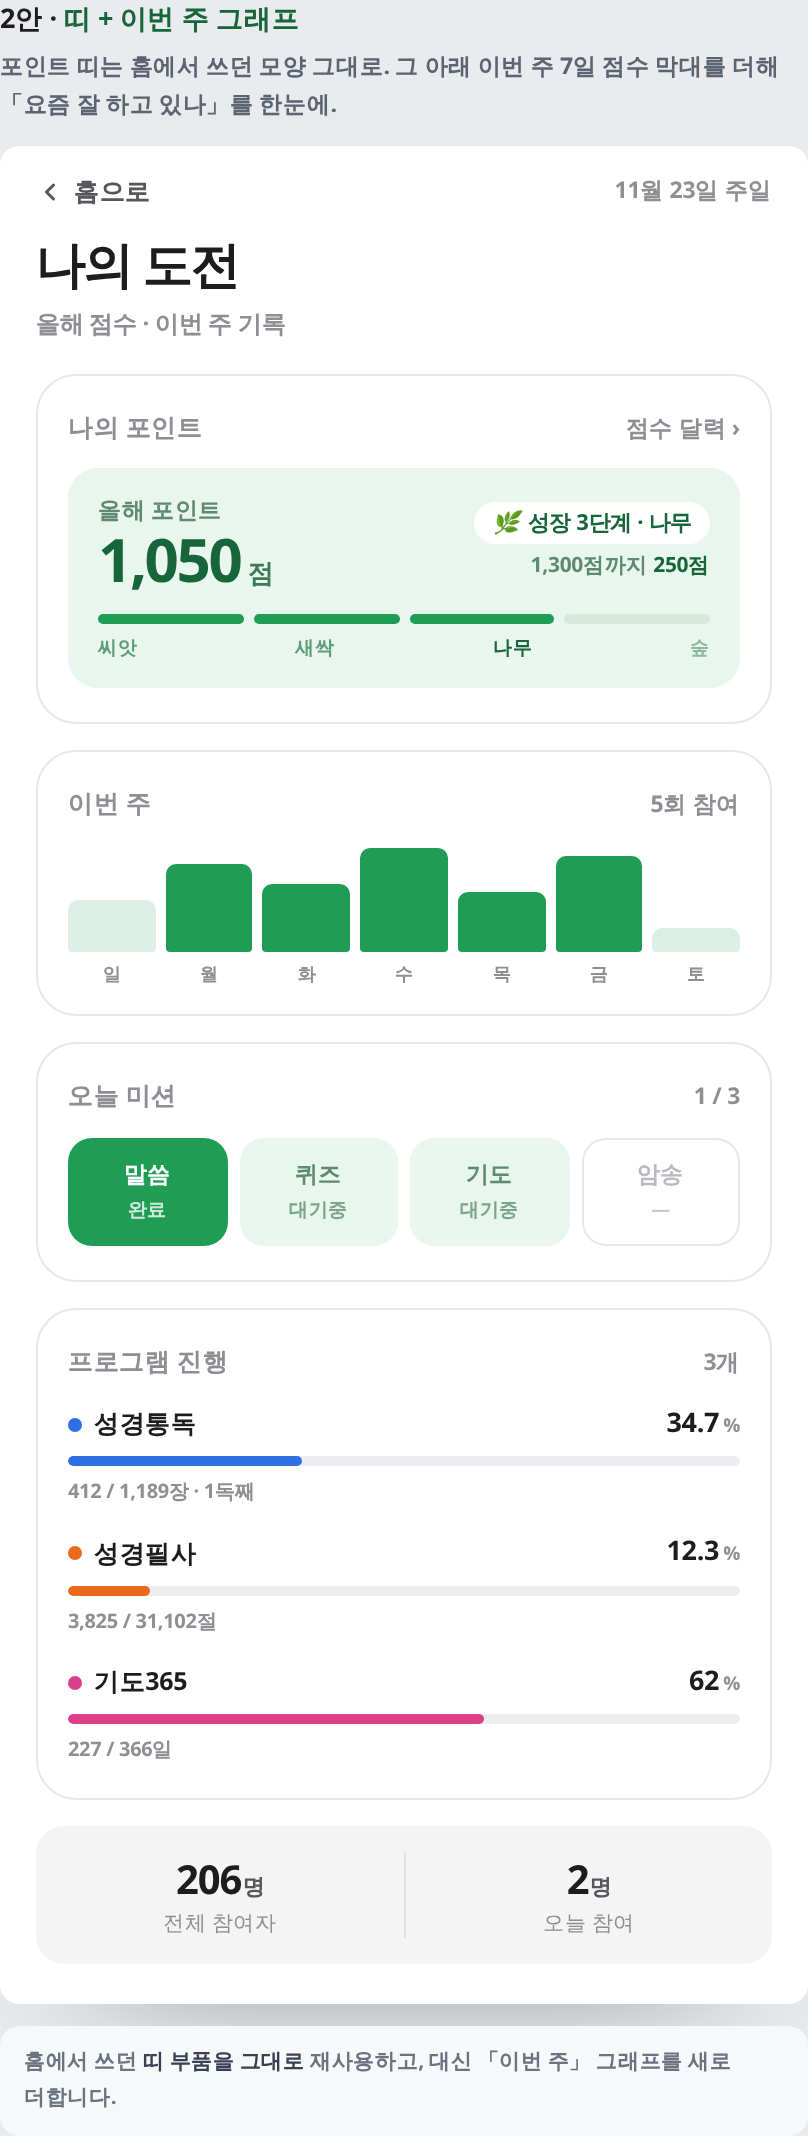 2안 · 띠 + 이번 주 그래프
포인트 띠는 홈에서 쓰던 모양 그대로. 그 아래 이번 주 7일 점수 막대를 더해
「요즘 잘 하고 있나」를 한눈에.
‹ 홈으로
11월 23일 주일
나의 도전
올해 점수 · 이번 주 기록
나의 포인트
점수 달력 ›
올해 포인트
🌿 성장 3단계 · 나무
1,050 점
1,300점까지 250점
씨앗 새싹 나무 숲
이번 주
5회 참여
일 월 화 수 목 금 토
오늘 미션
1 / 3
말씀 퀴즈 기도 암송
완료 대기중 대기중 —
프로그램 진행
3개
성경통독
34.7 %
412 / 1,189장 · 1독째
성경필사
12.3 %
3,825 / 31,102절
기도365
62 %
227 / 366일
206명 2명
전체 참여자 오늘 참여
홈에서 쓰던 띠 부품을 그대로 재사용하고, 대신 「이번 주」 그래프를 새로
더합니다.